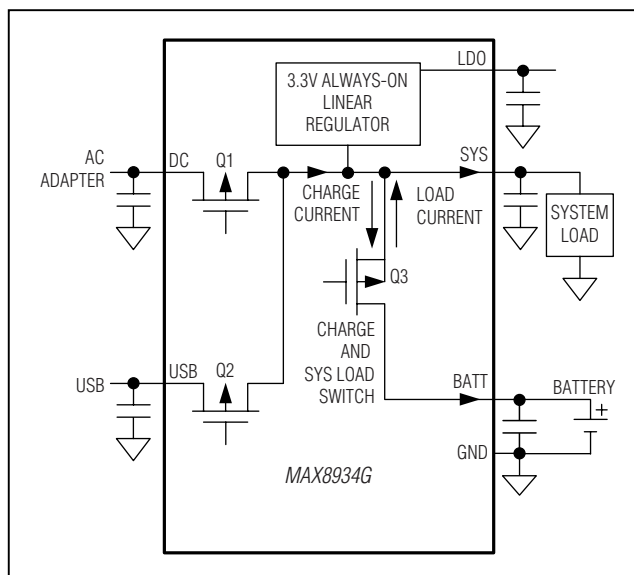 LDO
3.3V ALWAYS-ON
LINEAR
REGULATOR
AC
ADAPTER
DC
Q1
SYS
CHARGE
CURRENT
LOAD
CURRENT
SYSTEM
LOAD
Q3
CHARGE
AND
SYS LOAD
SWITCH
USB
USB
Q2
BATT
BATTERY
+
GND
MAX8934G